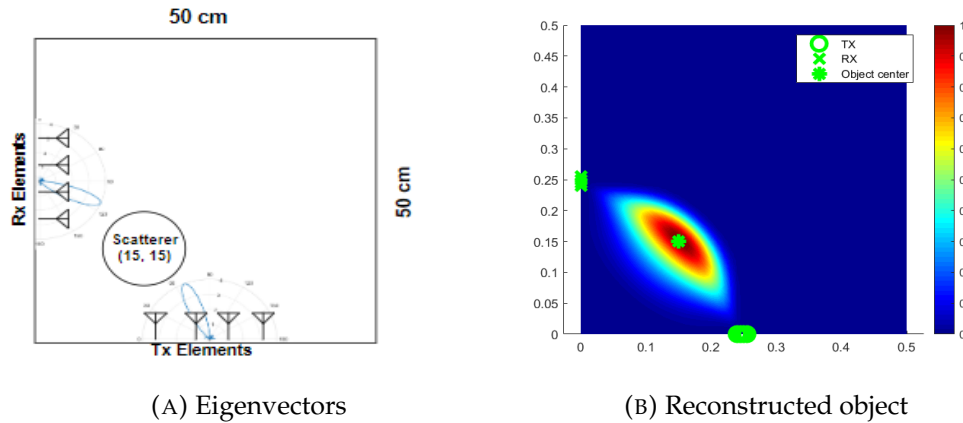 50 cm
50 cm
Rx Elements
Scatterer
(15, 15)
Tx Elements
(A) Eigenvectors
0.5
0.45
0.4
0.35
0.3
0.25
0.2
0.15
0.1
0.05
0
0 0.1 0.2 0.3 0.4 0.5
TX
RX
Object center
1
(B) Reconstructed object